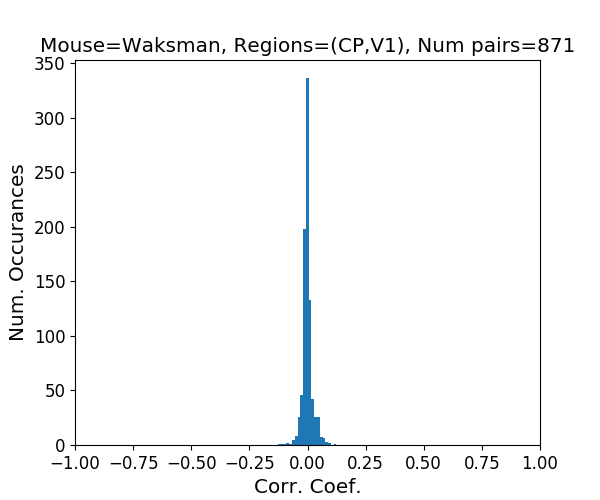 Mouse=Waksman, Regions=(CP,V1), Num pairs=871
350
300
250
200
150
100
50
0
Num. Occurances
−1.00 −0.75 −0.50 −0.25 0.00 0.25 0.50 0.75 1.00
Corr. Coef.